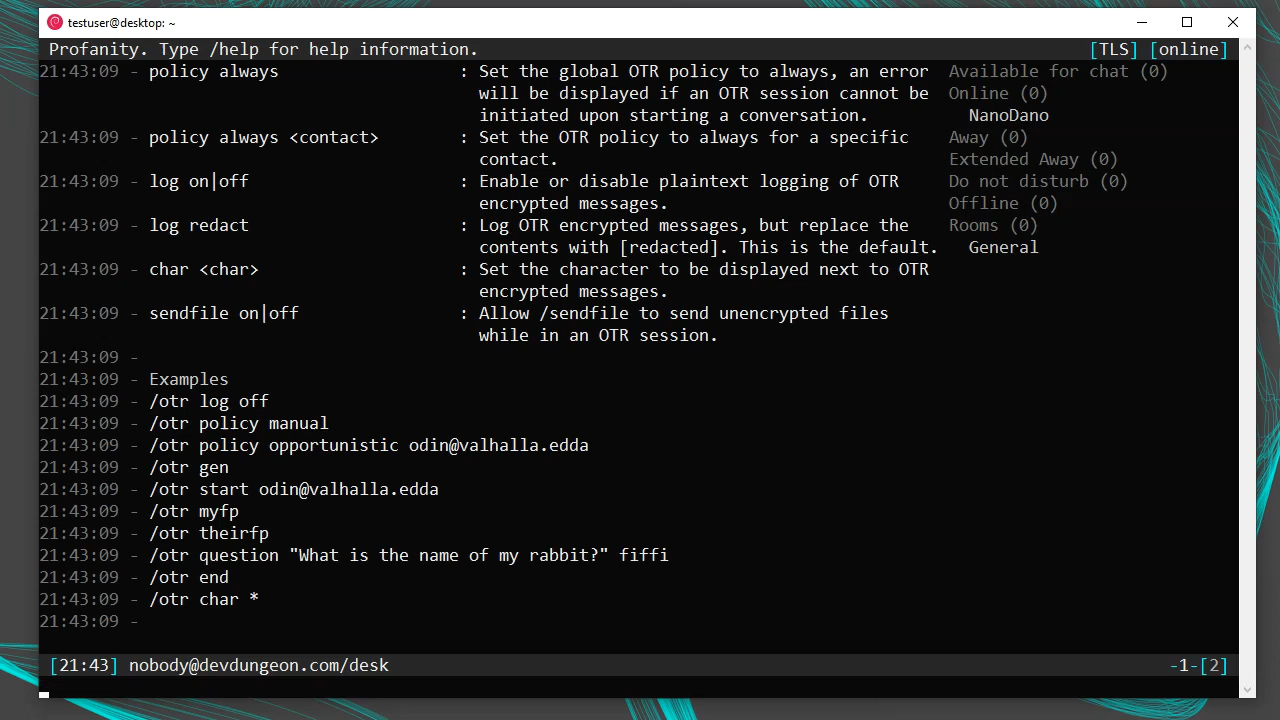 testuser@desktop: ~
Profanity. Type /help for help information. [TLS] [online]
21:43:09 - policy always : Set the global OTR policy to always, an error Available for chat (0)
will be displayed if an OTR session cannot be Online (0)
initiated upon starting a conversation. NanoDano
21:43:09 - policy always <contact> : Set the OTR policy to always for a specific Away (0)
contact. Extended Away (0)
21:43:09 - log on|off : Enable or disable plaintext logging of OTR Do not disturb (0)
encrypted messages. Offline (0)
21:43:09 - log redact : Log OTR encrypted messages, but replace the Rooms (0)
contents with [redacted]. This is the default. General
21:43:09 - char <char> : Set the character to be displayed next to OTR
encrypted messages.
21:43:09 - sendfile on|off : Allow /sendfile to send unencrypted files
while in an OTR session.
21:43:09 -
21:43:09 - Examples
21:43:09 - /otr log off
21:43:09 - /otr policy manual
21:43:09 - /otr policy opportunistic odin@valhalla.edda
21:43:09 - /otr gen
21:43:09 - /otr start odin@valhalla.edda
21:43:09 - /otr myfp
21:43:09 - /otr theirfp
21:43:09 - /otr question "What is the name of my rabbit?" fiffi
21:43:09 - /otr end
21:43:09 - /otr char *
21:43:09 -
[21:43] nobody@devdungeon.com/desk -1-[2]